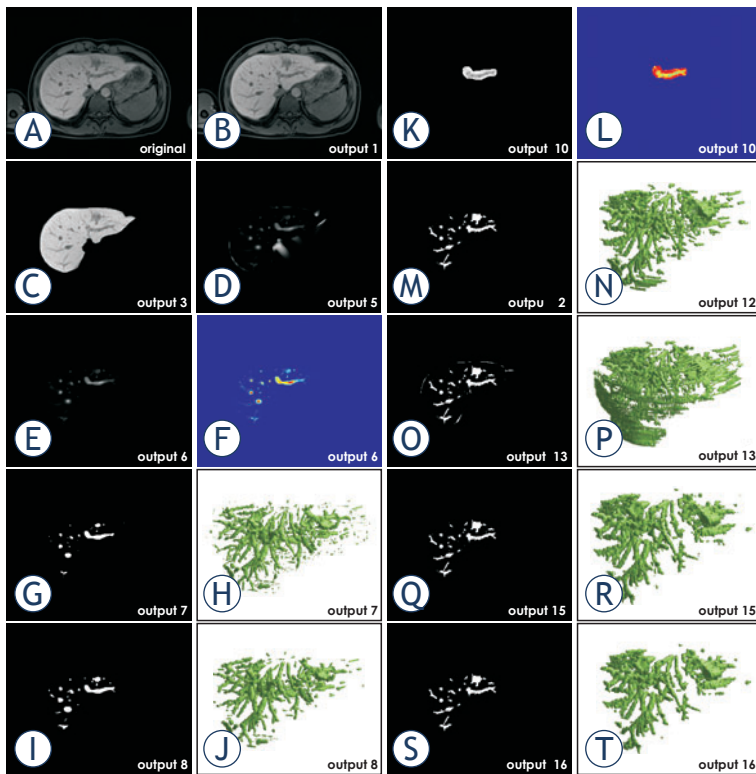 A
original
B
output 1
K
output 10
L
output 10
C
output 3
D
output 5
M
outpu 2
N
output 12
E
output 6
F
output 6
O
output 13
P
output 13
G
output 7
H
output 7
Q
output 15
R
output 15
I
output 8
J
output 8
S
output 16
T
output 16